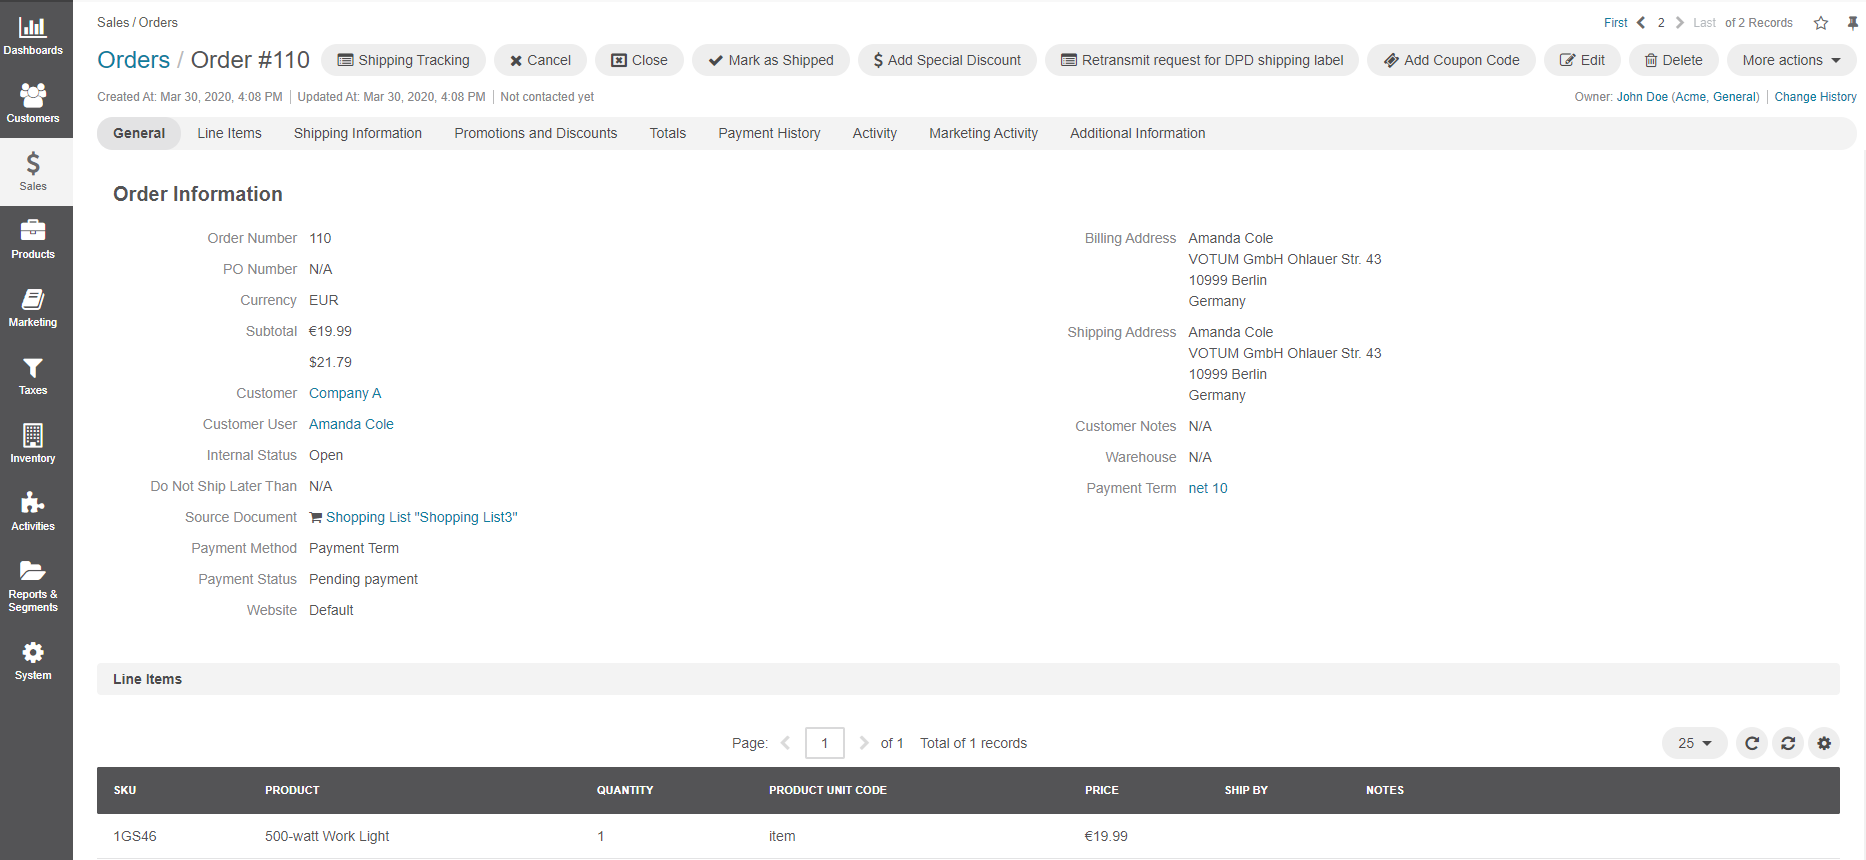 Dashboards
Customers
Sales
Products
Marketing
Taxes
Inventory
Activities
Reports &
Segments
System
Sales / Orders
First 2 Last of 2 Records
Orders / Order #110 Shipping Tracking Cancel Close Mark as Shipped $ Add Special Discount Retransmit request for DPD shipping label Add Coupon Code Edit Delete More actions
Created At: Mar 30, 2020, 4:08 PM | Updated At: Mar 30, 2020, 4:08 PM | Not contacted yet
Owner: John Doe (Acme, General) | Change History
General Line Items Shipping Information Promotions and Discounts Totals Payment History Activity Marketing Activity Additional Information
Order Information
Order Number 110
PO Number N/A
Currency EUR
Subtotal €19.99
$21.79
Customer Company A
Customer User Amanda Cole
Internal Status Open
Do Not Ship Later Than N/A
Source Document Shopping List "Shopping List3"
Payment Method Payment Term
Payment Status Pending payment
Website Default
Billing Address Amanda Cole
VOTUM GmbH Ohlauer Str. 43
10999 Berlin
Germany
Shipping Address Amanda Cole
VOTUM GmbH Ohlauer Str. 43
10999 Berlin
Germany
Customer Notes N/A
Warehouse N/A
Payment Term net 10
Line Items
Page: 1 of 1 Total of 1 records
25
SKU PRODUCT QUANTITY PRODUCT UNIT CODE PRICE SHIP BY NOTES
1GS46 500-watt Work Light 1 item €19.99